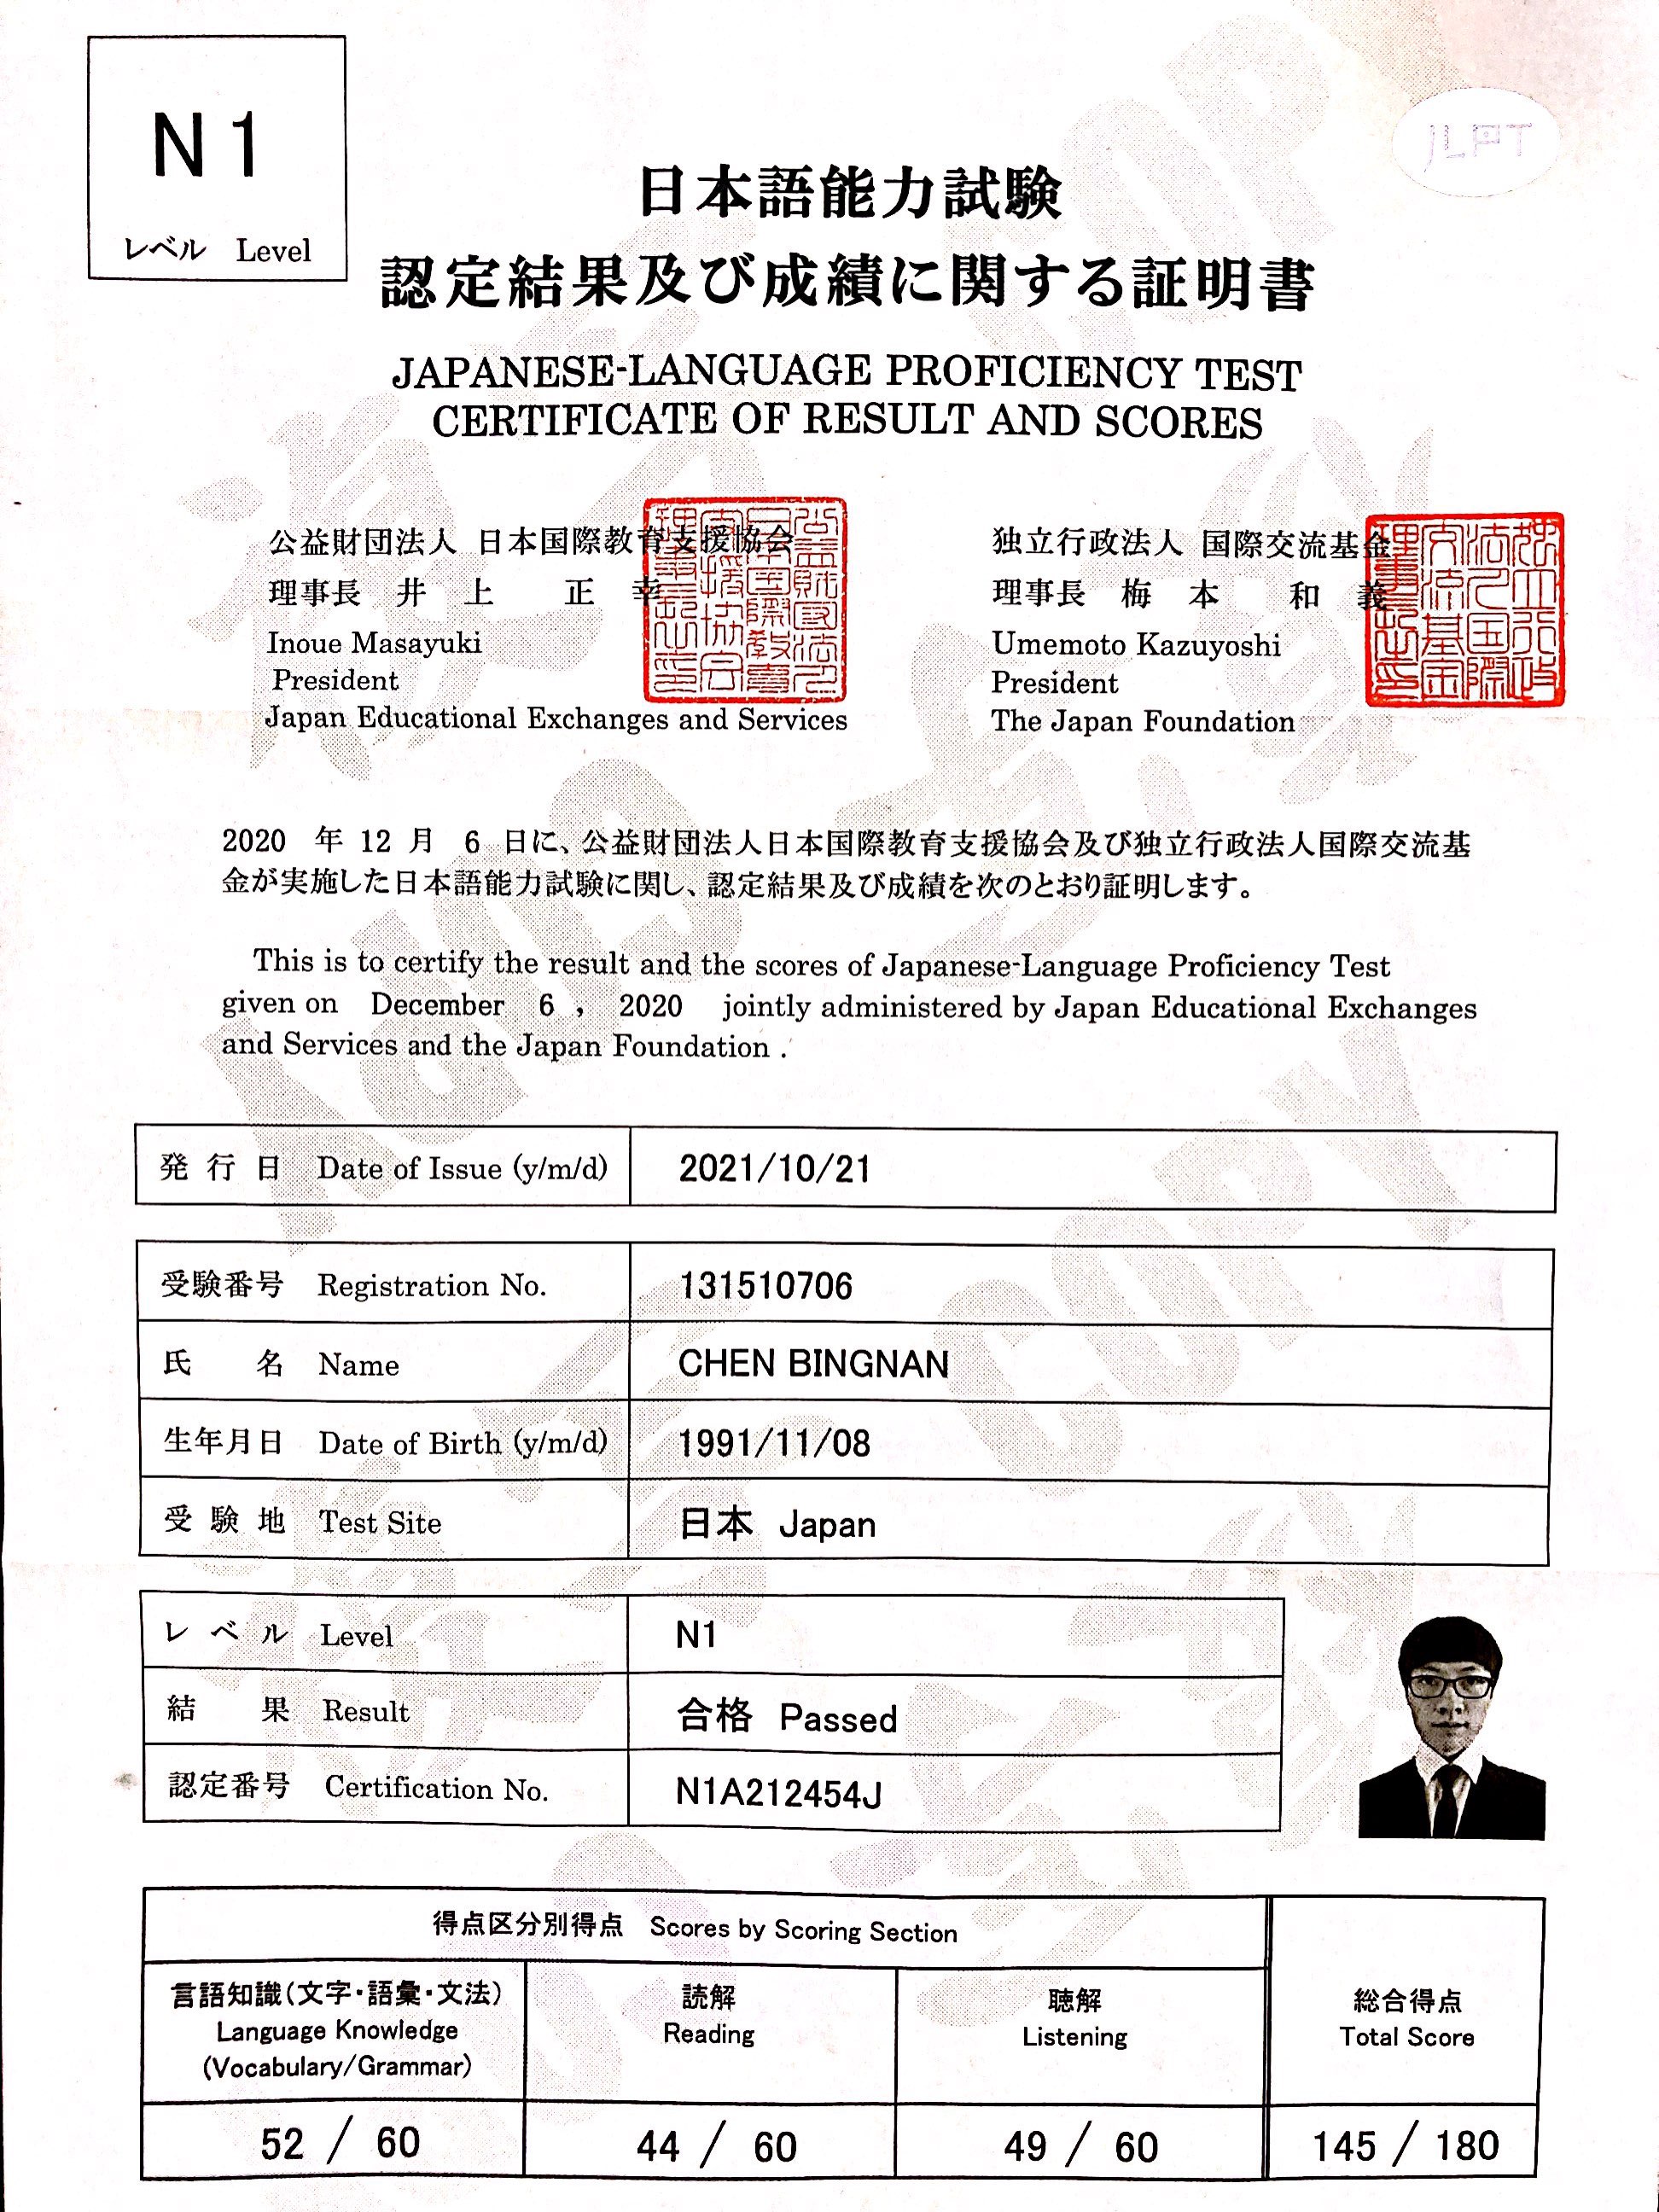 N1
レベル Level
JLPT
日本語能力試験
認定結果及び成績に関する証明書
JAPANESE-LANGUAGE PROFICIENCY TEST
CERTIFICATE OF RESULT AND SCORES
公益財団法人 日本国際教育支援協会
理事長 井上 正幸
Inoue Masayuki
President
Japan Educational Exchanges and Services
独立行政法人 国際交流基金
理事長 梅本 和義
Umemoto Kazuyoshi
President
The Japan Foundation
2020 年 12 月 6 日に、公益財団法人日本国際教育支援協会及び独立行政法人国際交流基
金が実施した日本語能力試験に関し、認定結果及び成績を次のとおり証明します。
This is to certify the result and the scores of Japanese-Language Proficiency Test
given on December 6 , 2020 jointly administered by Japan Educational Exchanges
and Services and the Japan Foundation .
発行日 Date of Issue (y/m/d) 2021/10/21
受験番号 Registration No. 131510706
氏名 Name CHEN BINGNAN
生年月日 Date of Birth (y/m/d) 1991/11/08
受験地 Test Site 日本 Japan
レベル Level N1
結果 Result 合格 Passed
認定番号 Certification No. N1A212454J
得点区分別得点 Scores by Scoring Section
言語知識(文字・語彙・文法)
Language Knowledge
(Vocabulary/Grammar)
読解
Reading
聴解
Listening
総合得点
Total Score
52 / 60 44 / 60 49 / 60 145 / 180